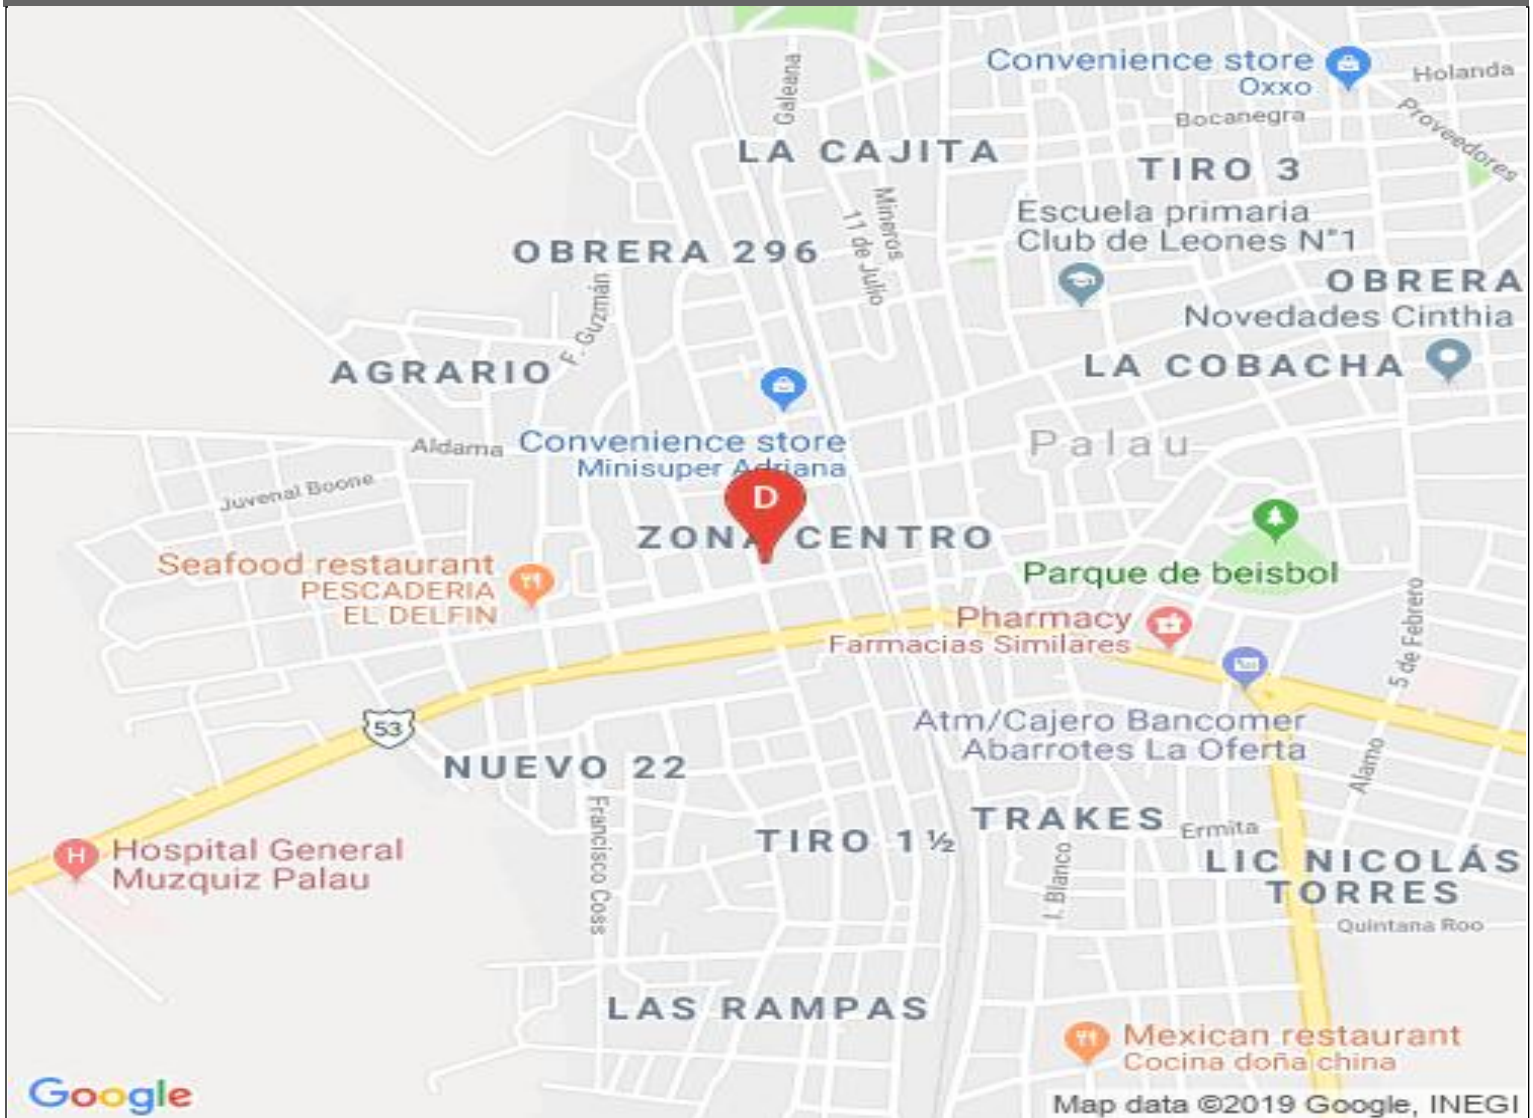 Convenience store
Oxxo
Holanda
Galeana
Bocanegra
Proveedores
LA CAJITA
TIRO 3
Mineros
11 de Julio
Escuela primaria
Club de Leones N°1
OBRERA 296
OBRERA
F. Guzmán
Novedades Cinthia
AGRARIO
LA COBACHA
Aldama
Convenience store
Minisuper Adriana
Palau
Juvenal Boone
D
ZONA CENTRO
Seafood restaurant
PESCADERIA
EL DELFIN
Parque de beisbol
Pharmacy
Farmacias Similares
5 de Febrero
53
Atm/Cajero Bancomer
Abarrotes La Oferta
NUEVO 22
Alamo
Francisco Coss
TRAKES
Ermita
TIRO 1 ½
H
Hospital General
Muzquiz Palau
I. Blanco
LIC NICOLÁS
TORRES
Quintana Roo
LAS RAMPAS
Mexican restaurant
Cocina doña china
Google
Map data ©2019 Google, INEGI